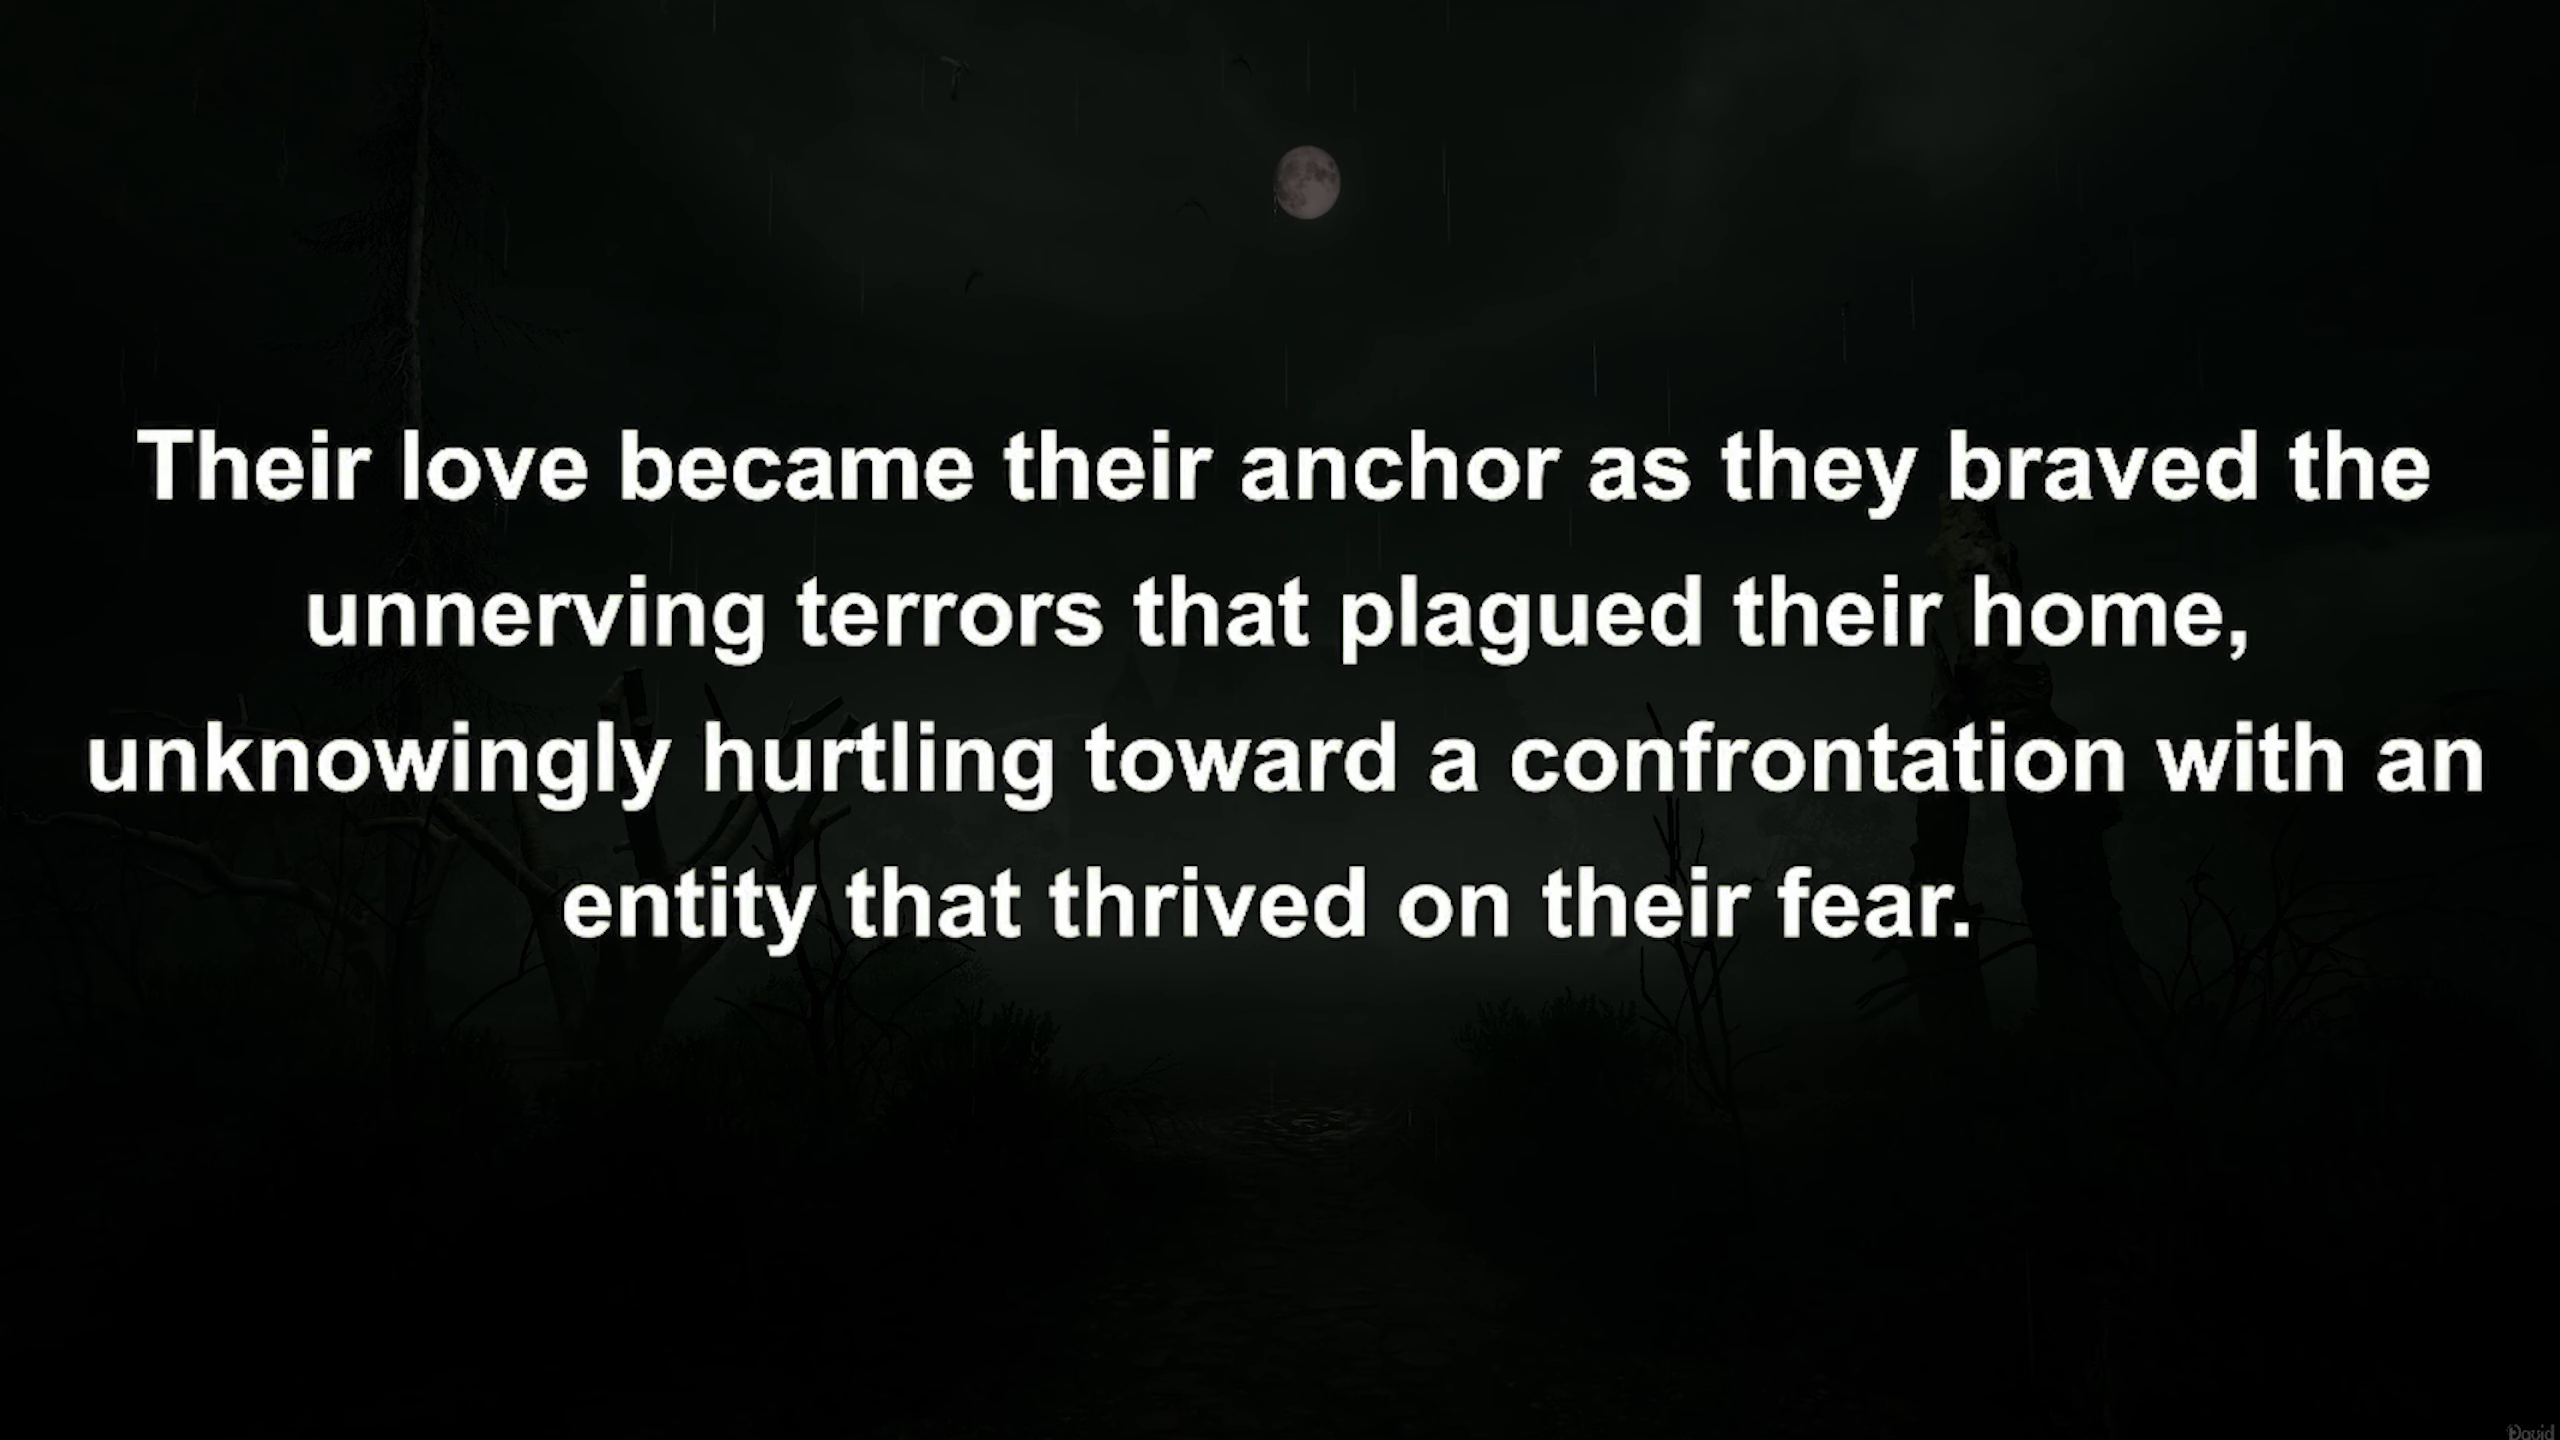 Their love became their anchor as they braved the
unnerving terrors that plagued their home,
unknowingly hurtling toward a confrontation with an
entity that thrived on their fear.
David